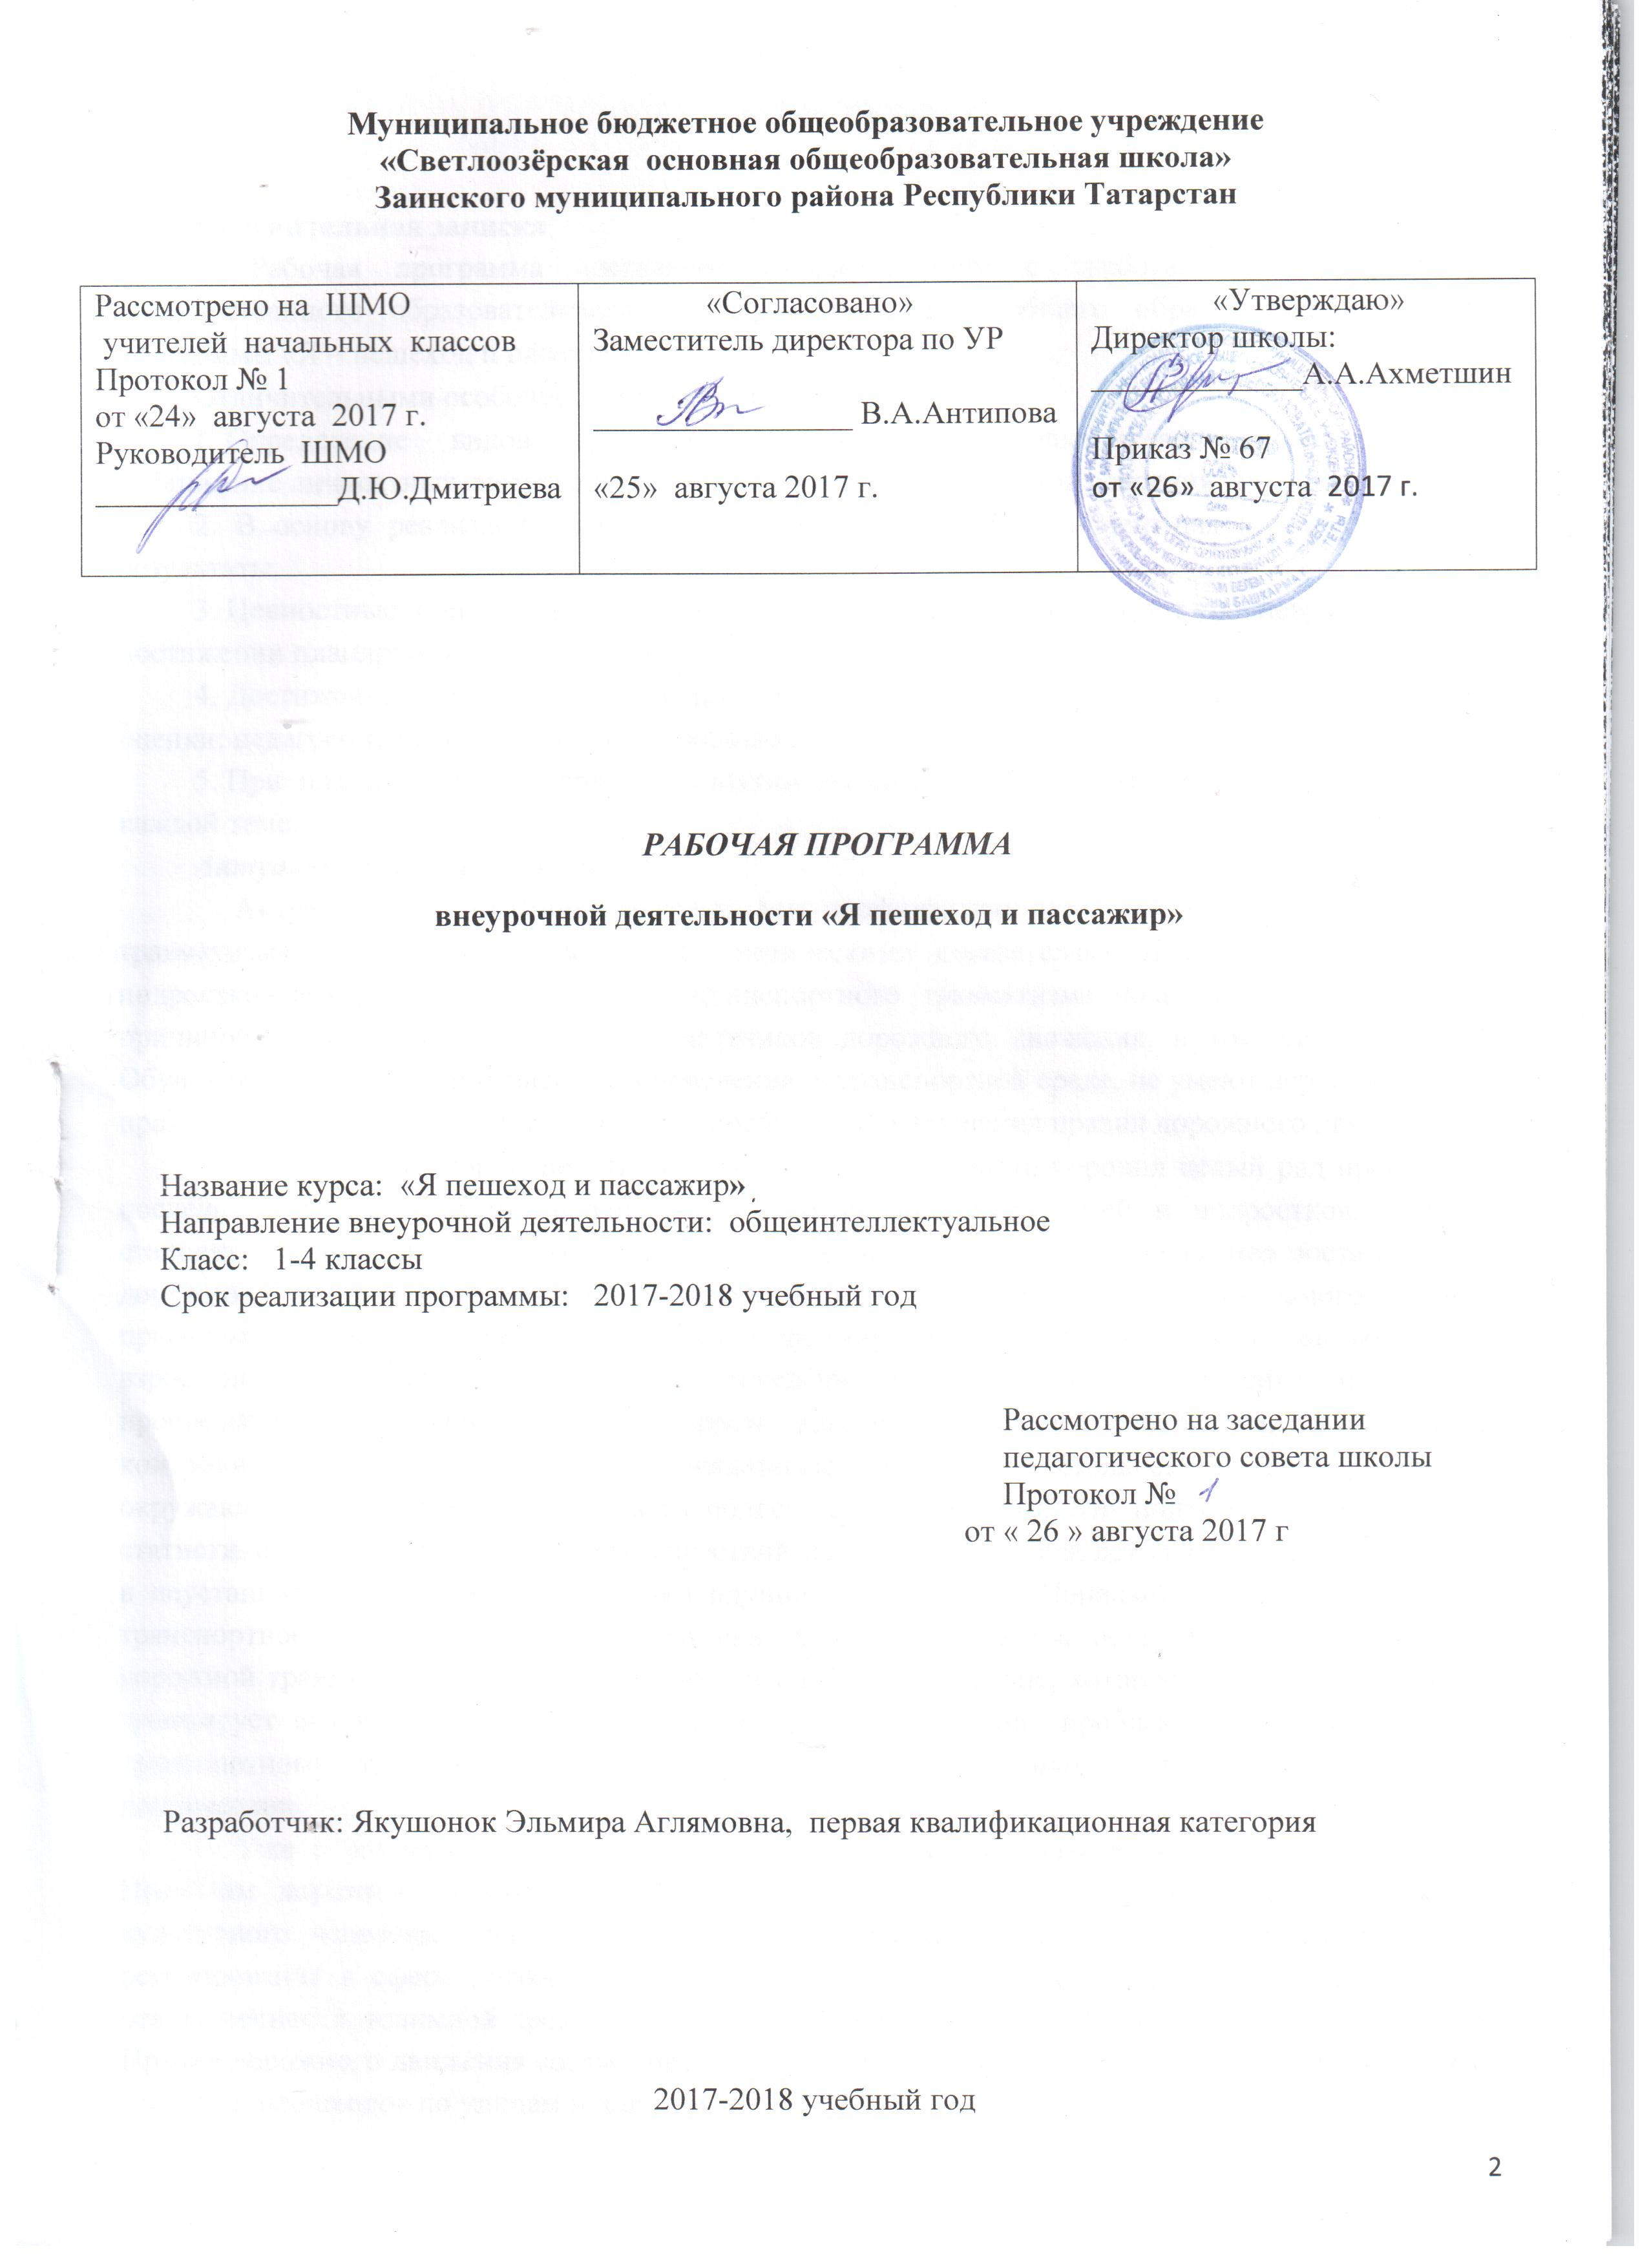 Муниципальное бюджетное общеобразовательное учреждение
«Светлоозёрская основная общеобразовательная школа»
Заинского муниципального района Республики Татарстан
Рассмотрено на ШМО
учителей начальных классов
Протокол № 1
от «24» августа 2017 г.
Руководитель ШМО
_______________Д.Ю.Дмитриева
«Согласовано»
Заместитель директора по УР
________________ В.А.Антипова
«25» августа 2017 г.
«Утверждаю»
Директор школы:
_____________А.А.Ахметшин
Приказ № 67
от «26» августа 2017 г.
РАБОЧАЯ ПРОГРАММА
внеурочной деятельности «Я пешеход и пассажир»
Название курса: «Я пешеход и пассажир»
Направление внеурочной деятельности: общеинтеллектуальное
Класс: 1-4 классы
Срок реализации программы: 2017-2018 учебный год
Рассмотрено на заседании
педагогического совета школы
Протокол № 1
от « 26 » августа 2017 г
Разработчик: Якушонок Эльмира Аглямовна, первая квалификационная категория
2017-2018 учебный год
2